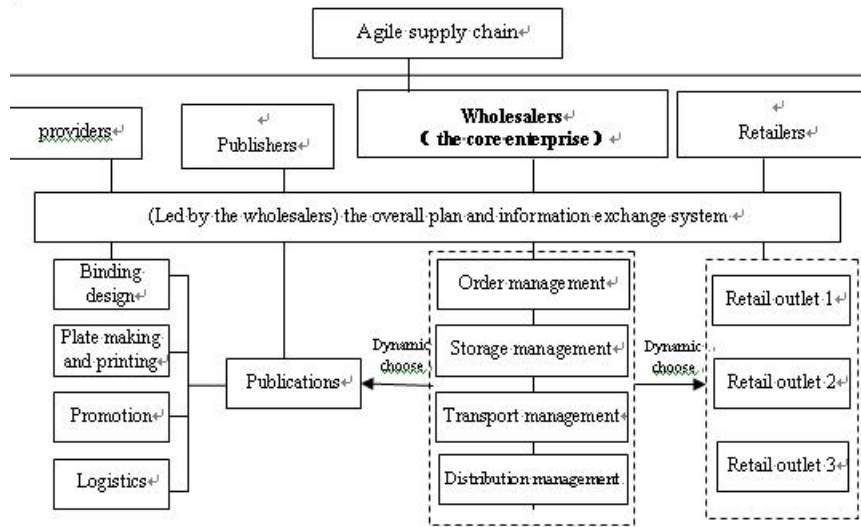 Agile supply chain
providers
Publishers
Wholesalers
( the core enterprise )
Retailers
(Led by the wholesalers) the overall plan and information exchange system
Binding
design
Plate making
and printing
Promotion
Logistics
Publications
Dynamic
choose
Order management
Storage management
Transport management
Distribution management
Dynamic
choose
Retail outlet 1
Retail outlet 2
Retail outlet 3